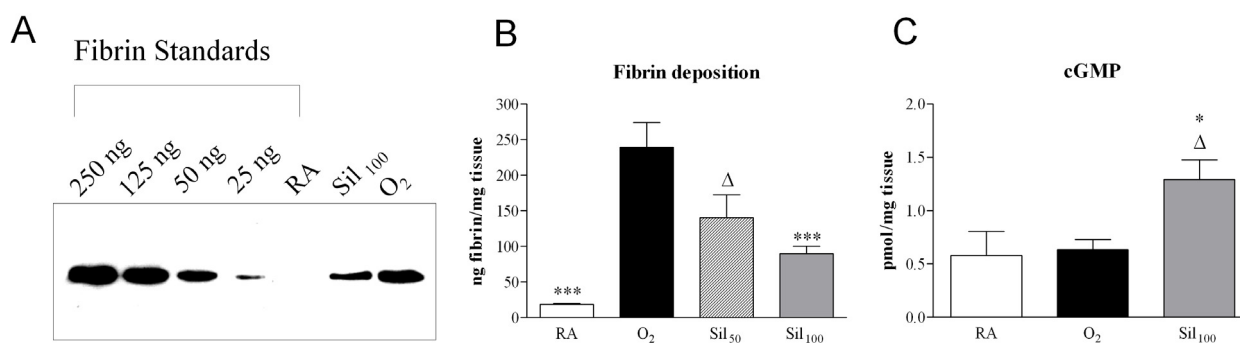 A
Fibrin Standards
250 ng 125 ng 50 ng 25 ng RA Sil 100 O2
B
Fibrin deposition
ng fibrin/mg tissue
300
250
200
150
100
50
0
***
Δ
***
RA O2 Sil50 Sil100
C
cGMP
pmol/mg tissue
2.0
1.5
1.0
0.5
0.0
*
Δ
RA O2 Sil100